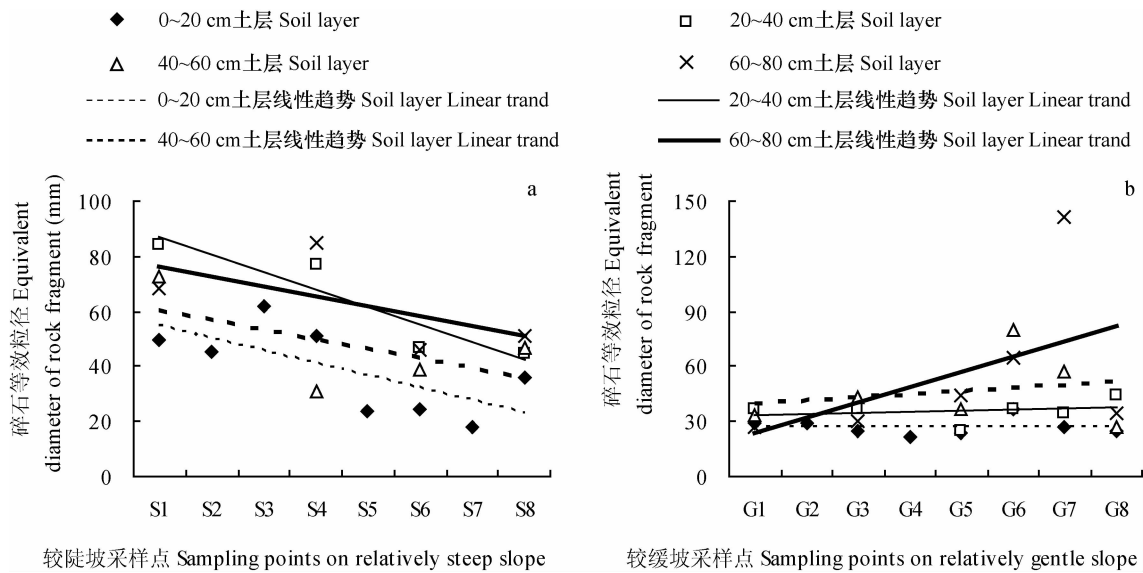 0~20 cm土层 Soil layer
20~40 cm土层 Soil layer
40~60 cm土层 Soil layer
60~80 cm土层 Soil layer
0~20 cm土层线性趋势 Soil layer Linear trand
20~40 cm土层线性趋势 Soil layer Linear trand
40~60 cm土层线性趋势 Soil layer Linear trand
60~80 cm土层线性趋势 Soil layer Linear trand
碎石等效粒径 Equivalent
diameter of rock fragment (mm)
a
100
80
60
40
20
0
S1 S2 S3 S4 S5 S6 S7 S8
较陡坡采样点 Sampling points on relatively steep slope
碎石等效粒径 Equivalent
diameter of rock fragment
b
150
120
90
60
30
0
G1 G2 G3 G4 G5 G6 G7 G8
较缓坡采样点 Sampling points on relatively gentle slope